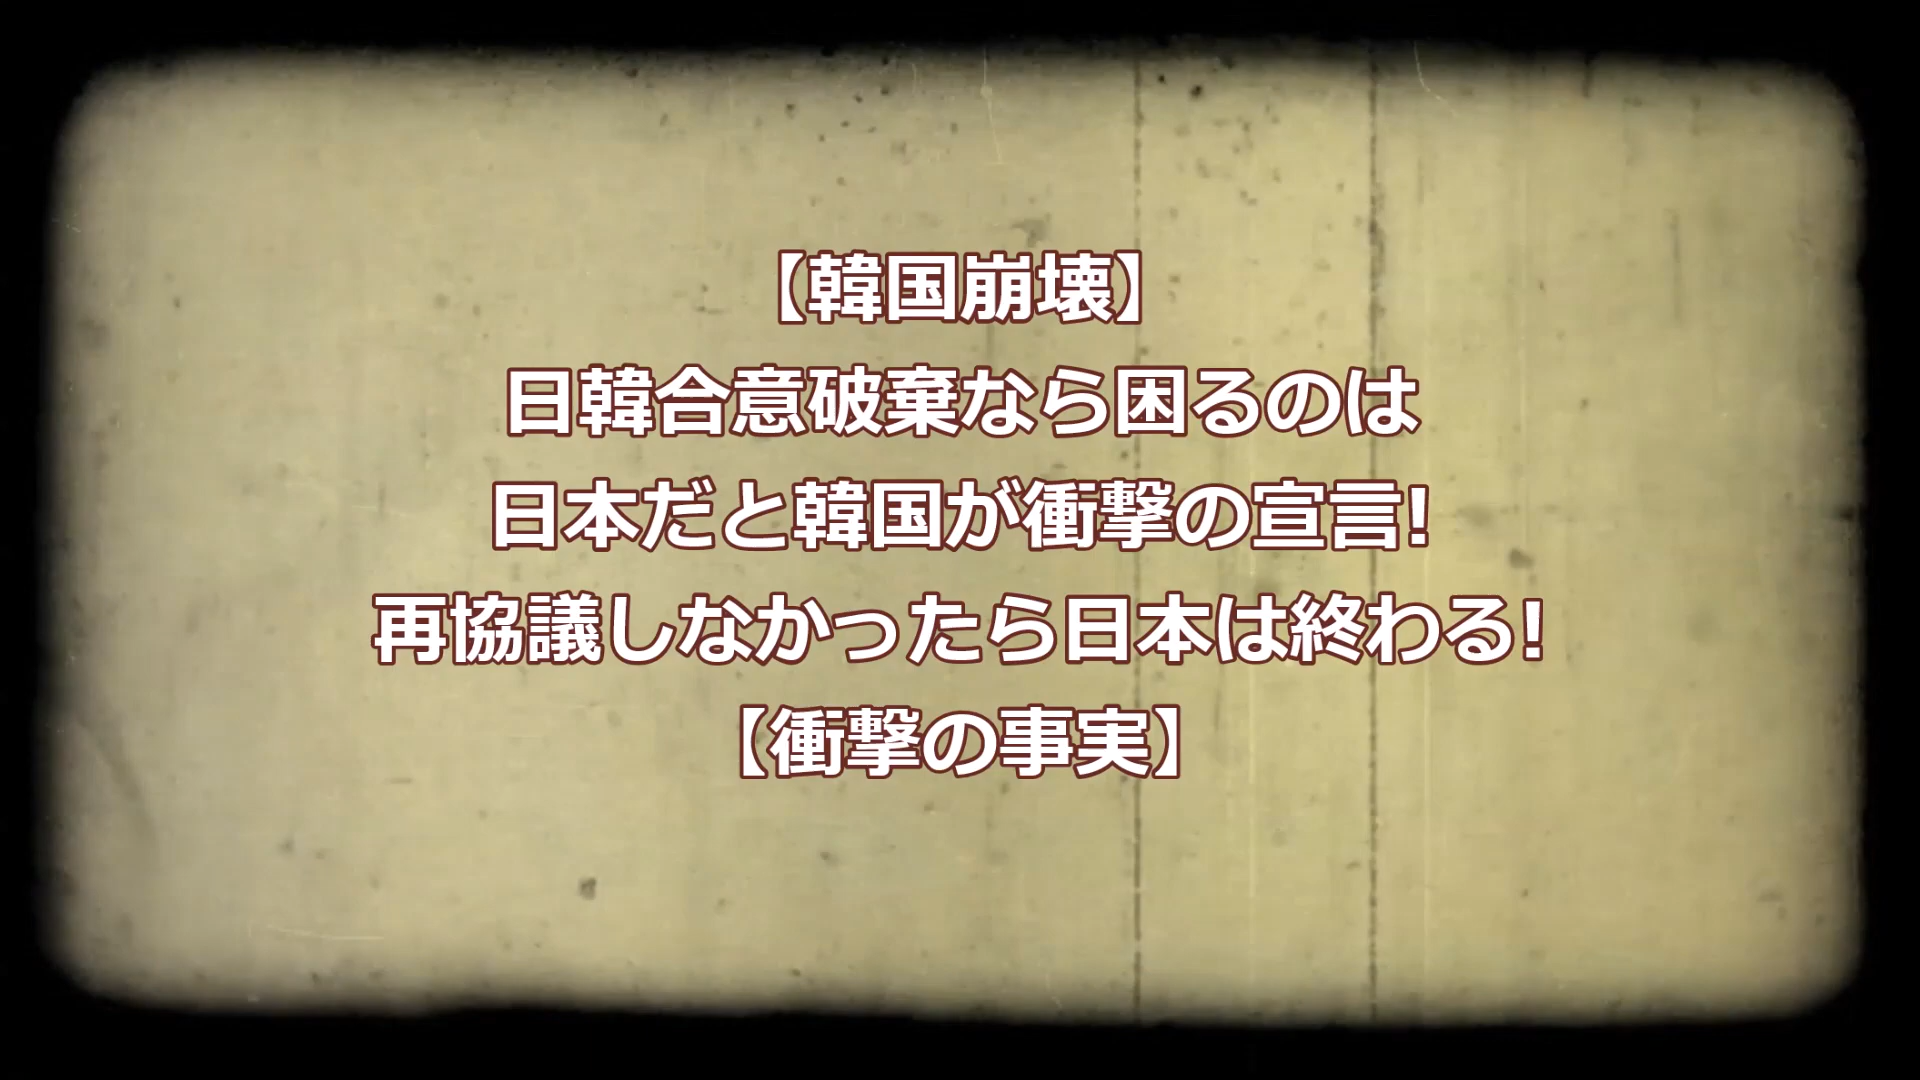 【韓国崩壊】
日韓合意破棄なら困るのは
日本だと韓国が衝撃の宣言!
再協議しなかったら日本は終わる!
【衝撃の事実】